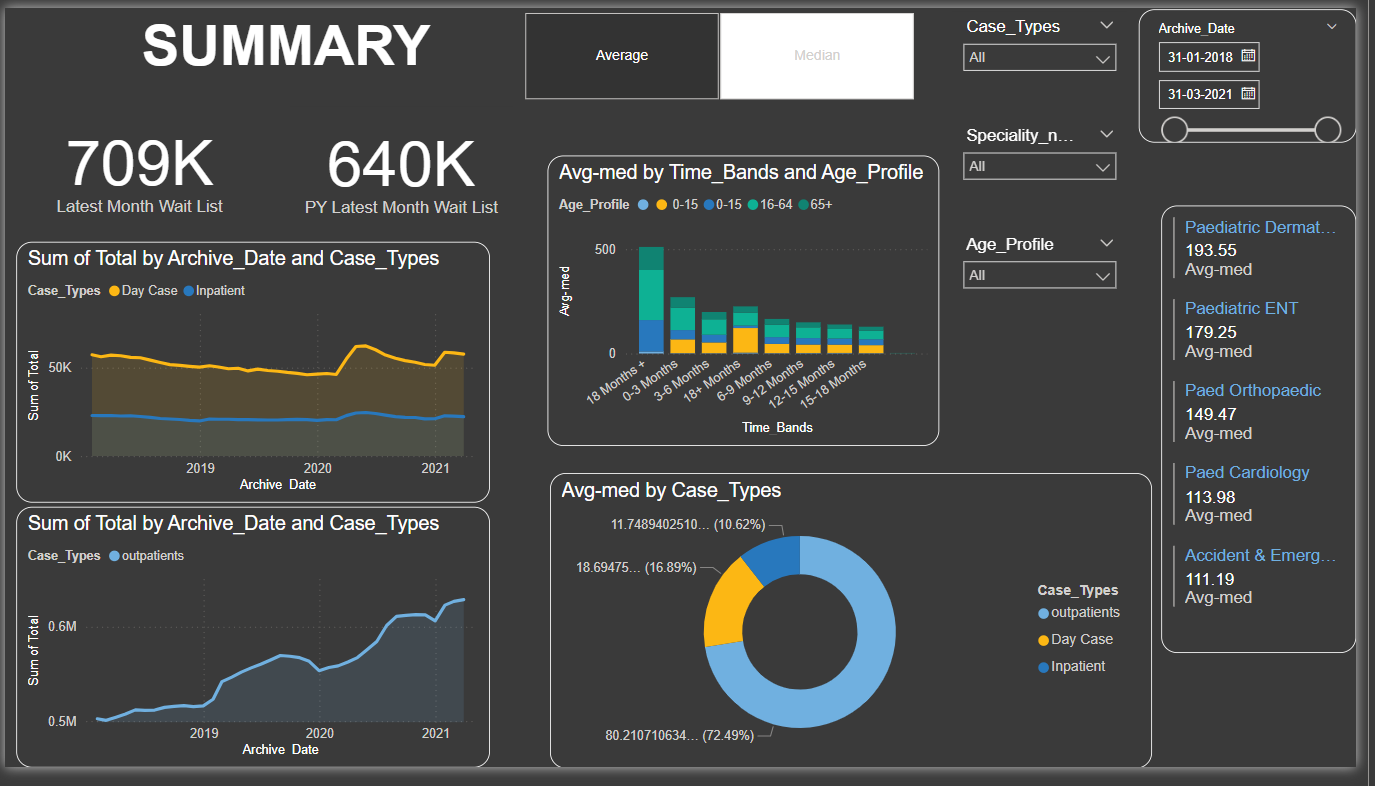 SUMMARY
Average
Median
Case_Types
All
Archive_Date
31-01-2018
31-03-2021
Speciality_n...
All
Age_Profile
All
709K
Latest Month Wait List
640K
PY Latest Month Wait List
Sum of Total by Archive_Date and Case_Types
Case_Types Day Case Inpatient
Sum of Total
50K
0K
2019 2020 2021
Archive_Date
Sum of Total by Archive_Date and Case_Types
Case_Types outpatients
Sum of Total
0.6M
0.5M
2019 2020 2021
Archive_Date
Avg-med by Time_Bands and Age_Profile
Age_Profile 0-15 0-15 16-64 65+
Avg-med
500
0
18 Months +
0-3 Months
3-6 Months
18+ Months
6-9 Months
9-12 Months
12-15 Months
15-18 Months
Time_Bands
Avg-med by Case_Types
11.7489402510... (10.62%)
18.69475... (16.89%)
80.210710634... (72.49%)
Case_Types
outpatients
Day Case
Inpatient
Paediatric Dermat...
193.55
Avg-med
Paediatric ENT
179.25
Avg-med
Paed Orthopaedic
149.47
Avg-med
Paed Cardiology
113.98
Avg-med
Accident & Emerg...
111.19
Avg-med